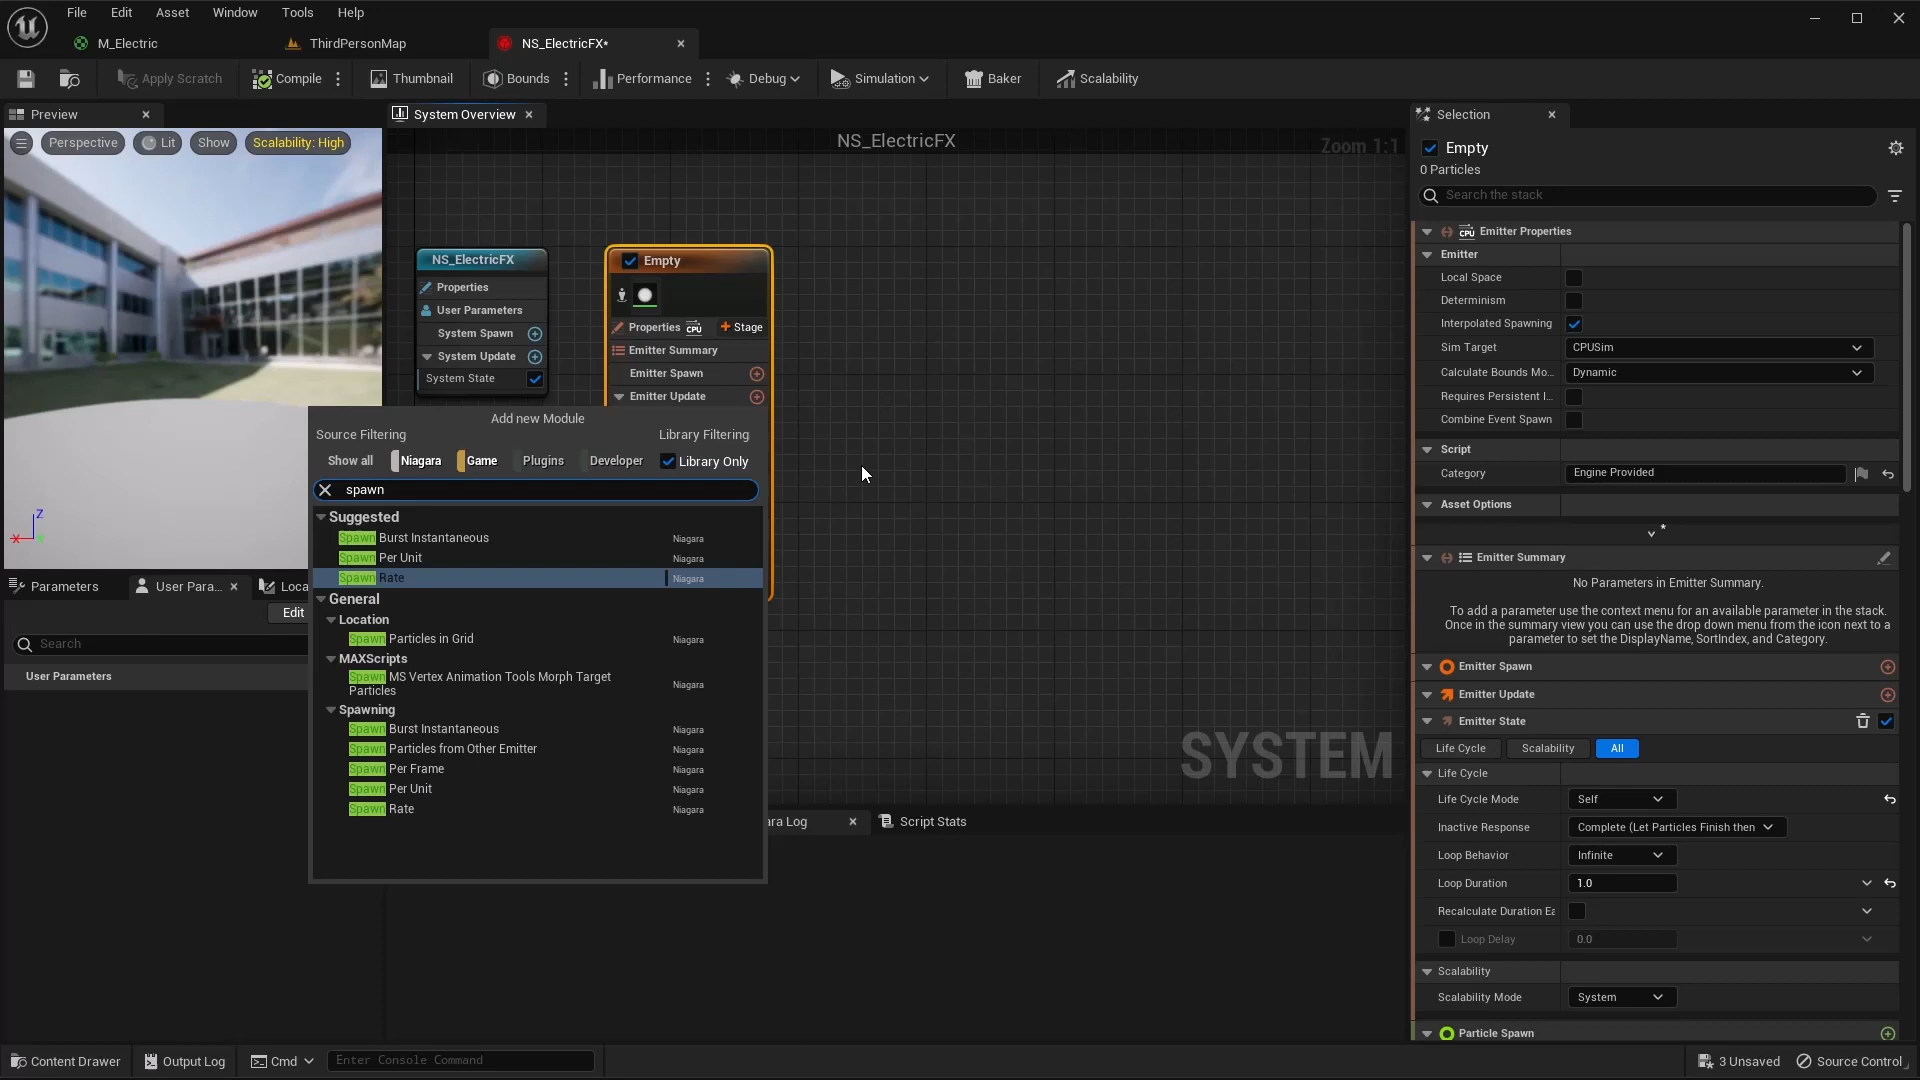 File Edit Asset Window Tools Help
M_Electric ThirdPersonMap NS_ElectricFX*
Apply Scratch Compile Thumbnail Bounds Performance Debug Simulation Baker Scalability
Preview
Perspective Lit Show Scalability: High
Z
X
Parameters User Para... Loca
Edit
Search
User Parameters
System Overview
NS_ElectricFX
Zoom 1:1
NS_ElectricFX
Properties
User Parameters
System Spawn
System Update
System State
Empty
Properties CPU Stage
Emitter Summary
Emitter Spawn
Emitter Update
Add new Module
Source Filtering Library Filtering
Show all Niagara Game Plugins Developer Library Only
spawn
Suggested
Spawn Burst Instantaneous Niagara
Spawn Per Unit Niagara
Spawn Rate Niagara
General
Location
Spawn Particles in Grid Niagara
MAXScripts
Spawn MS Vertex Animation Tools Morph Target
Particles Niagara
Spawning
Spawn Burst Instantaneous Niagara
Spawn Particles from Other Emitter Niagara
Spawn Per Frame Niagara
Spawn Per Unit Niagara
Spawn Rate Niagara
SYSTEM
ara Log Script Stats
Selection
Empty
0 Particles
Search the stack
CPU Emitter Properties
Emitter
Local Space
Determinism
Interpolated Spawning
Sim Target CPUSim
Calculate Bounds Mo... Dynamic
Requires Persistent I...
Combine Event Spawn
Script
Category Engine Provided
Asset Options
Emitter Summary
No Parameters in Emitter Summary.
To add a parameter use the context menu for an available parameter in the stack.
Once in the summary view you can use the drop down menu from the icon next to a
parameter to set the DisplayName, SortIndex, and Category.
Emitter Spawn
Emitter Update
Emitter State
Life Cycle Scalability All
Life Cycle
Life Cycle Mode Self
Inactive Response Complete (Let Particles Finish then
Loop Behavior Infinite
Loop Duration 1.0
Recalculate Duration Ea
Loop Delay 0.0
Scalability
Scalability Mode System
Particle Spawn
Content Drawer Output Log Cmd Enter Console Command 3 Unsaved Source Control